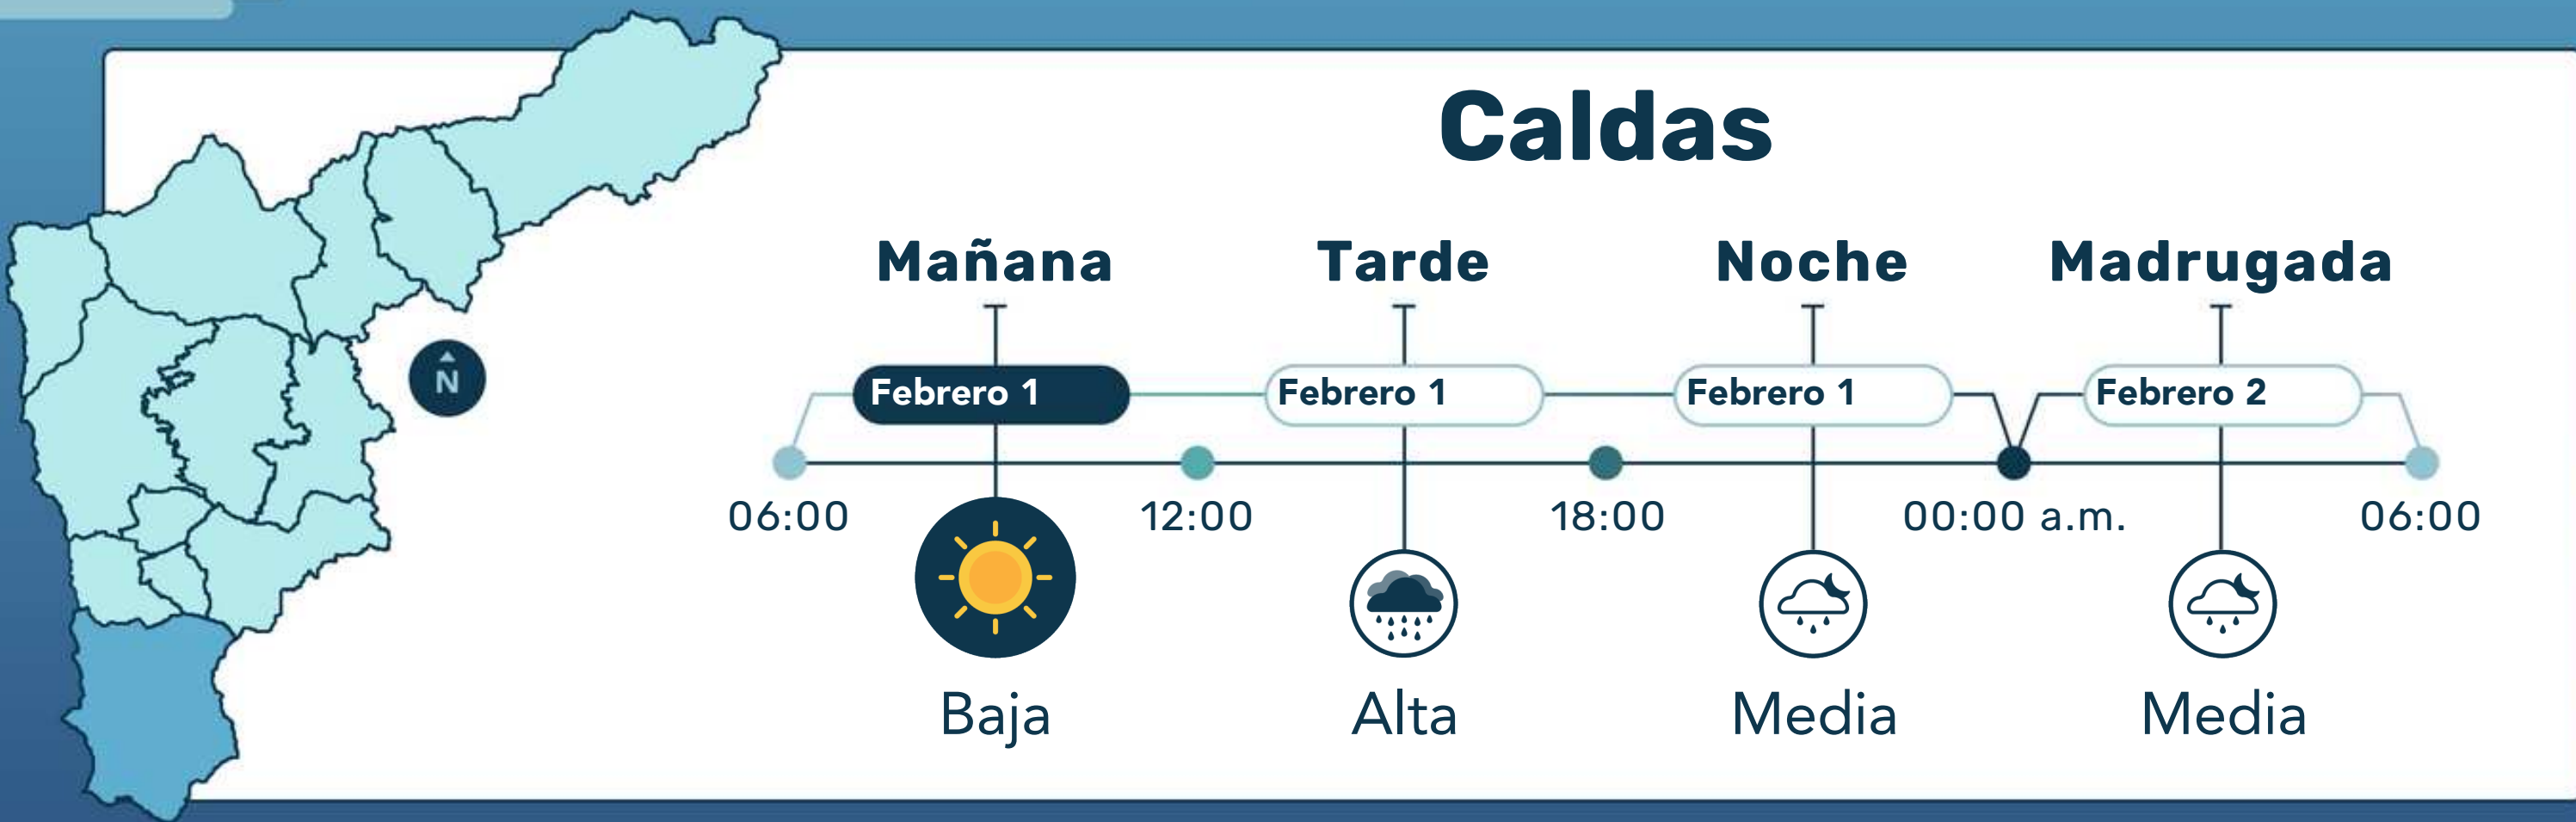 Caldas
Mañana Tarde Noche Madrugada
Febrero 1 Febrero 1 Febrero 1 Febrero 2
N
06:00 12:00 18:00 00:00 a.m. 06:00
Baja Alta Media Media